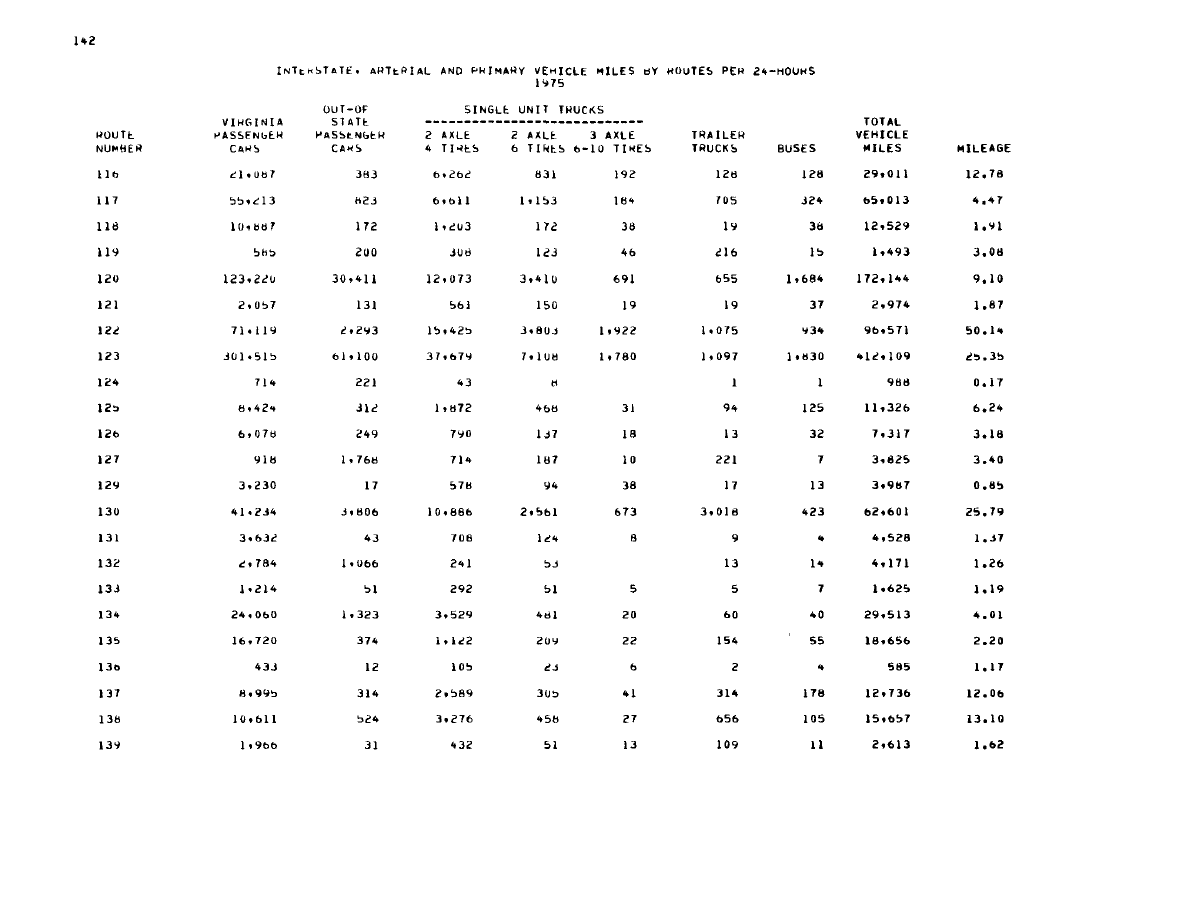 142
INTERSTATE, ARTERIAL AND PRIMARY VEHICLE MILES BY ROUTES PER 24-HOURS
1975
OUT-OF SINGLE UNIT TRUCKS
VIRGINIA STATE ---------------------------- TOTAL
ROUTE PASSENGER PASSENGER 2 AXLE 2 AXLE 3 AXLE TRAILER VEHICLE
NUMBER CARS CARS 4 TIRES 6 TIRES 6-10 TIRES TRUCKS BUSES MILES MILEAGE
116 21,087 383 6,262 831 192 128 128 29,011 12.78
117 55,213 823 6,611 1,153 184 705 324 65,013 4.47
118 10,887 172 1,203 172 38 19 38 12,529 1.91
119 585 200 308 123 46 216 15 1,493 3.08
120 123,220 30,411 12,073 3,410 691 655 1,684 172,144 9.10
121 2,057 131 561 150 19 19 37 2,974 1.87
122 71,119 2,293 15,425 3,803 1,922 1,075 934 96,571 50.14
123 301,515 61,100 37,679 7,108 1,780 1,097 1,830 412,109 25.35
124 714 221 43 8 1 1 988 0.17
125 8,424 312 1,872 468 31 94 125 11,326 6.24
126 6,078 249 790 137 18 13 32 7,317 3.18
127 918 1,768 714 187 10 221 7 3,825 3.40
129 3,230 17 578 94 38 17 13 3,987 0.85
130 41,234 3,806 10,886 2,561 673 3,018 423 62,601 25.79
131 3,632 43 708 124 8 9 4 4,528 1.37
132 2,784 1,066 241 53 13 14 4,171 1.26
133 1,214 51 292 51 5 5 7 1,625 1.19
134 24,060 1,323 3,529 481 20 60 40 29,513 4.01
135 16,720 374 1,122 209 22 154 55 18,656 2.20
136 433 12 105 23 6 2 4 585 1.17
137 8,995 314 2,589 305 41 314 178 12,736 12.06
138 10,611 524 3,276 458 27 656 105 15,657 13.10
139 1,966 31 432 51 13 109 11 2,613 1.62